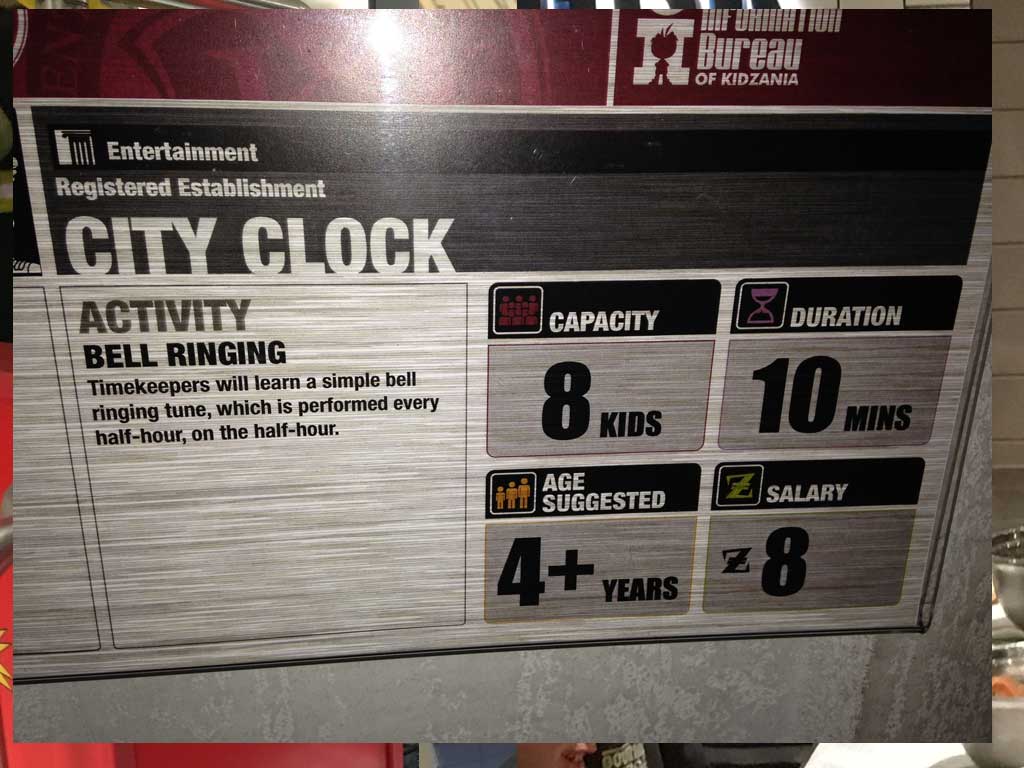 INFORMATION
Bureau
OF KIDZANIA
Entertainment
Registered Establishment
CITY CLOCK
ACTIVITY
BELL RINGING
Timekeepers will learn a simple bell
ringing tune, which is performed every
half-hour, on the half-hour.
CAPACITY
8 KIDS
DURATION
10 MINS
AGE
SUGGESTED
4+ YEARS
SALARY
Z 8